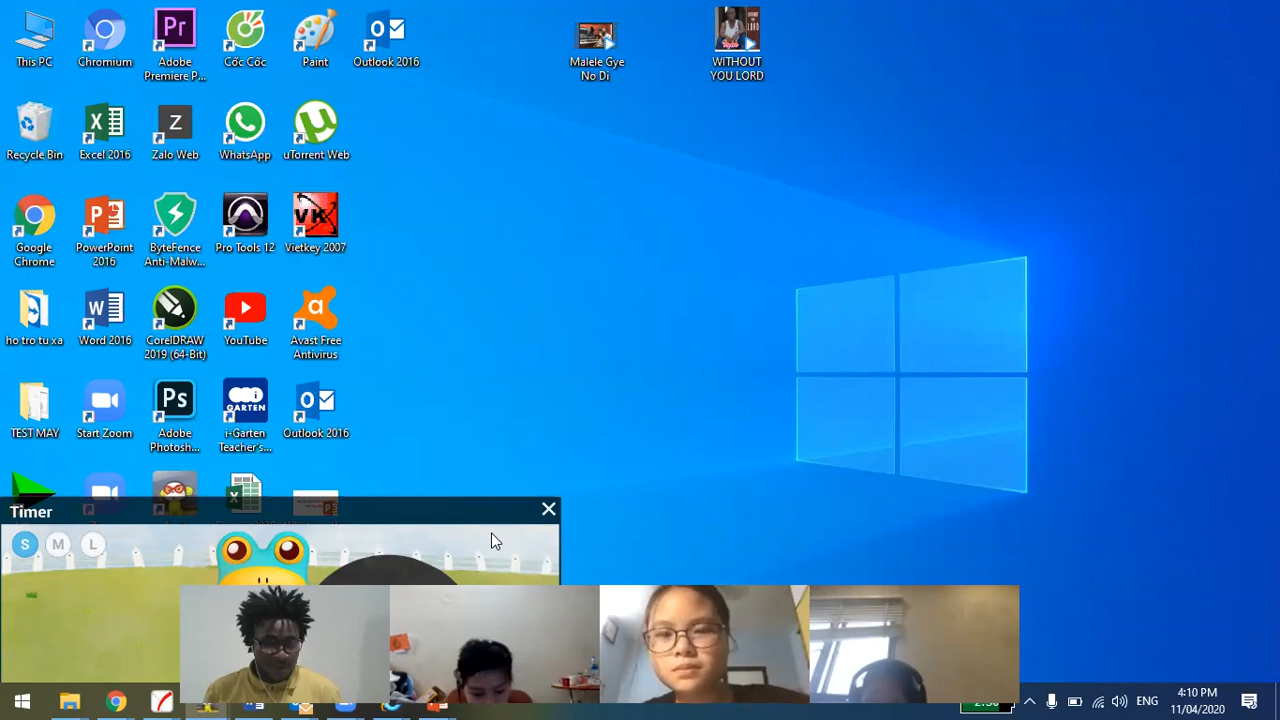 This PC
Chromium
Adobe
Premiere P...
Cốc Cốc
Paint
Outlook 2016
Malele Gye
No Di
WITHOUT
YOU LORD
Recycle Bin
Excel 2016
Zalo Web
WhatsApp
uTorrent Web
Google
Chrome
PowerPoint
2016
ByteFence
Anti-Malw...
Pro Tools 12
Vietkey 2007
ho tro tu xa
Word 2016
CorelDRAW
2019 (64-Bit)
YouTube
Avast Free
Antivirus
TEST MAY
Start Zoom
Adobe
Photosh...
i-Garten
Teacher's...
Outlook 2016
Timer
S M L
ENG
4:10 PM
11/04/2020